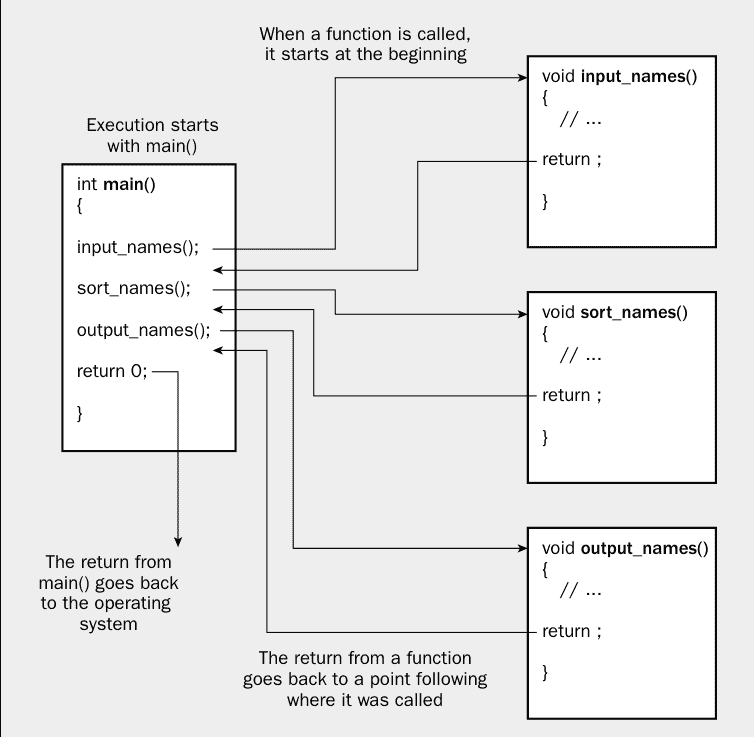 When a function is called,
it starts at the beginning
Execution starts
with main()
int main()
{
input_names();
sort_names();
output_names();
return 0;
}
void input_names()
{
// ...
return ;
}
void sort_names()
{
// ...
return ;
}
void output_names()
{
// ...
return ;
}
The return from
main() goes back
to the operating
system
The return from a function
goes back to a point following
where it was called